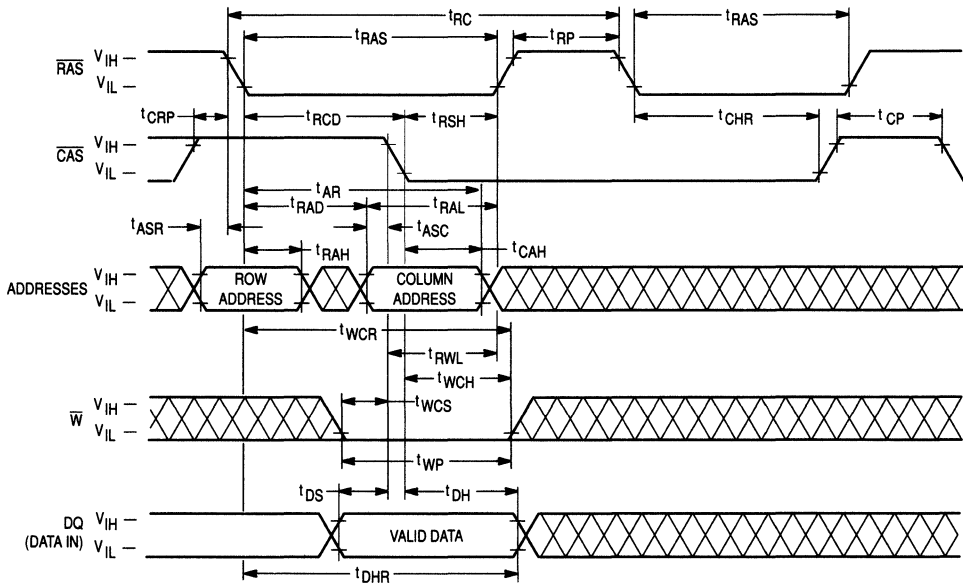 tRC
tRAS tRP tRAS
RAS VIH
VIL
tCRP tRCD tRSH tCHR tCP
CAS VIH
VIL
tAR
tRAD tRAL
tASR tASC
tRAH tCAH
ADDRESSES VIH
VIL
ROW ADDRESS
COLUMN ADDRESS
tWCR
tRWL
tWCH
W VIH
VIL
tWCS
tWP
tDS tDH
DQ (DATA IN) VIH
VIL
VALID DATA
tDHR